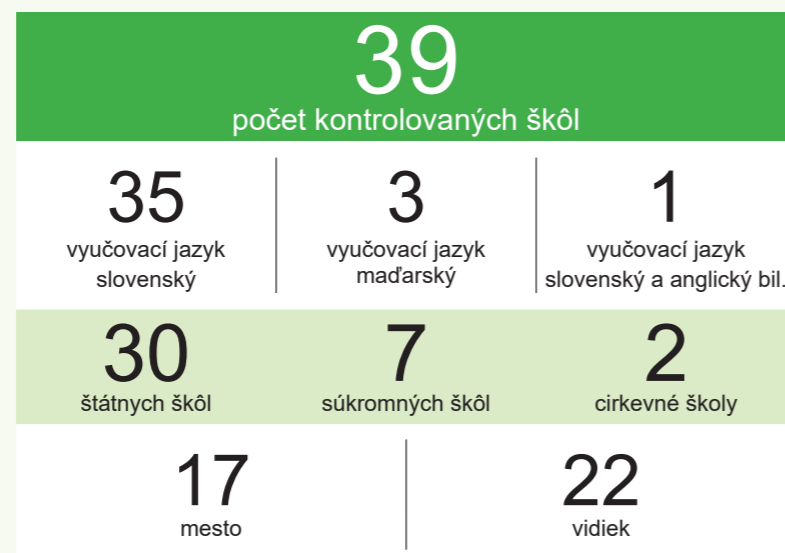 39
počet kontrolovaných škôl
35
vyučovací jazyk
slovenský
3
vyučovací jazyk
maďarský
1
vyučovací jazyk
slovenský a anglický bil.
30
štátnych škôl
7
súkromných škôl
2
cirkevné školy
17
mesto
22
vidiek